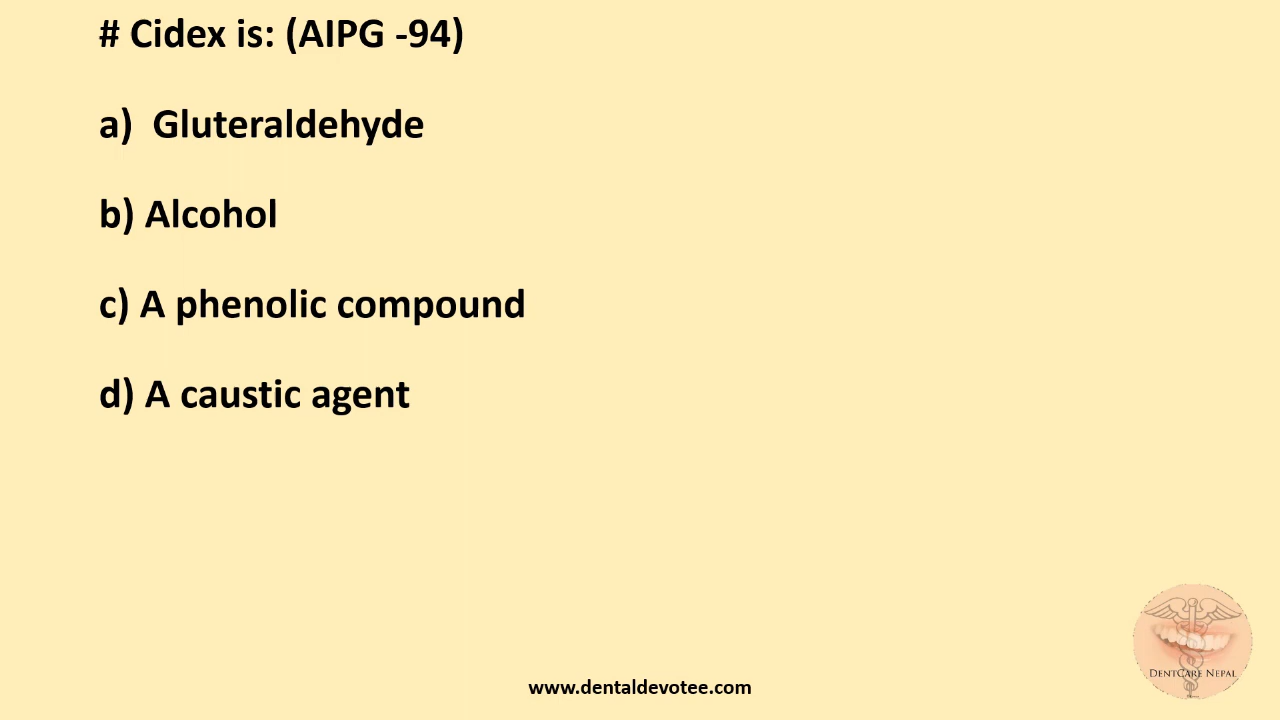 # Cidex is: (AIPG -94)
a) Gluteraldehyde
b) Alcohol
c) A phenolic compound
d) A caustic agent
DENTCARE NEPAL
www.dentaldevotee.com